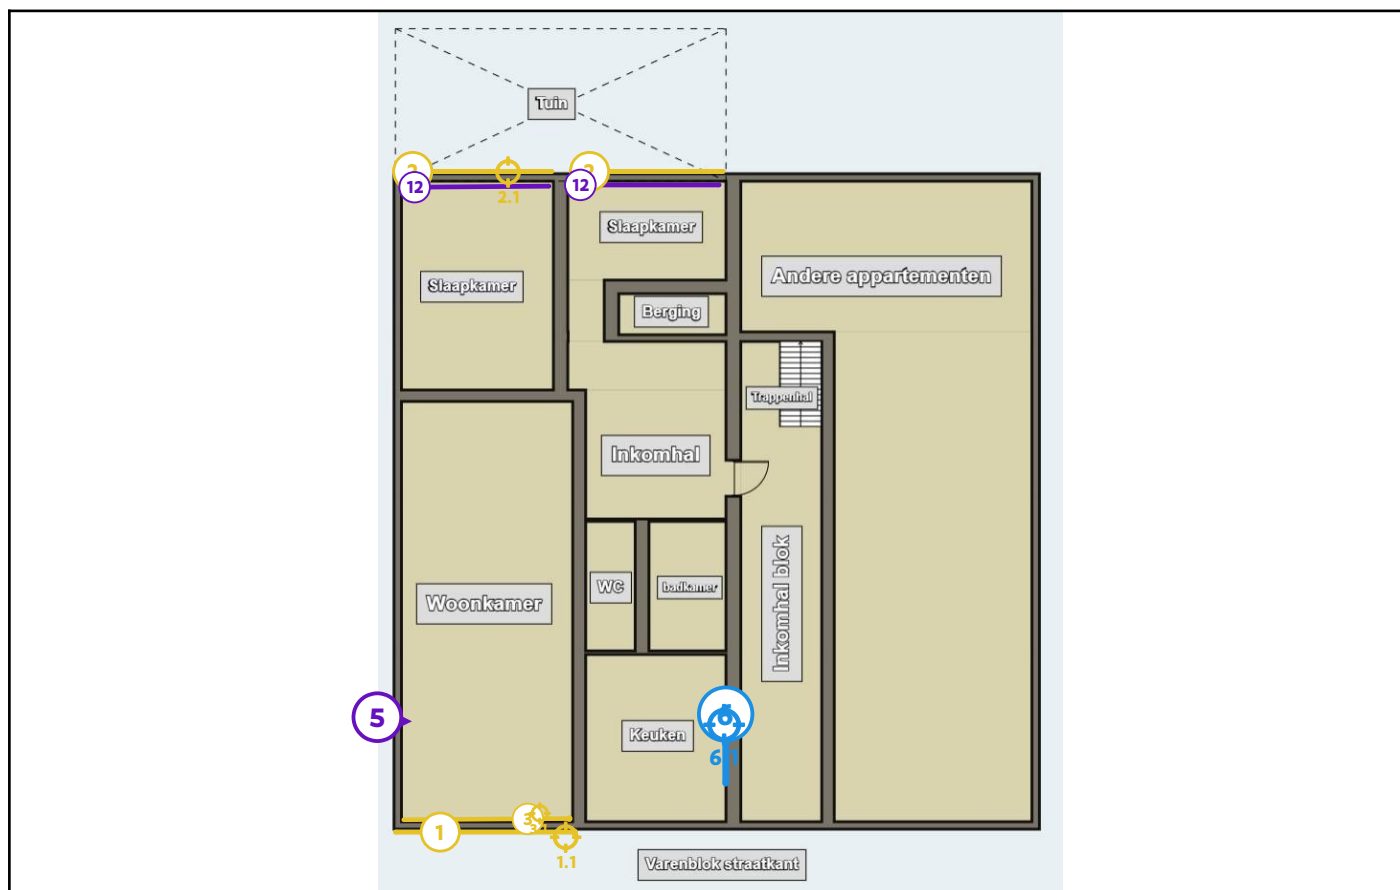 Tuin
2
2
12
12
2.1
Slaapkamer
Slaapkamer
Andere appartementen
Berging
Trappenhal
Inkomhal
Inkomhal blok
WC
badkamer
Woonkamer
5
Keuken
6.1
3
1
1.1
Varenblok straatkant